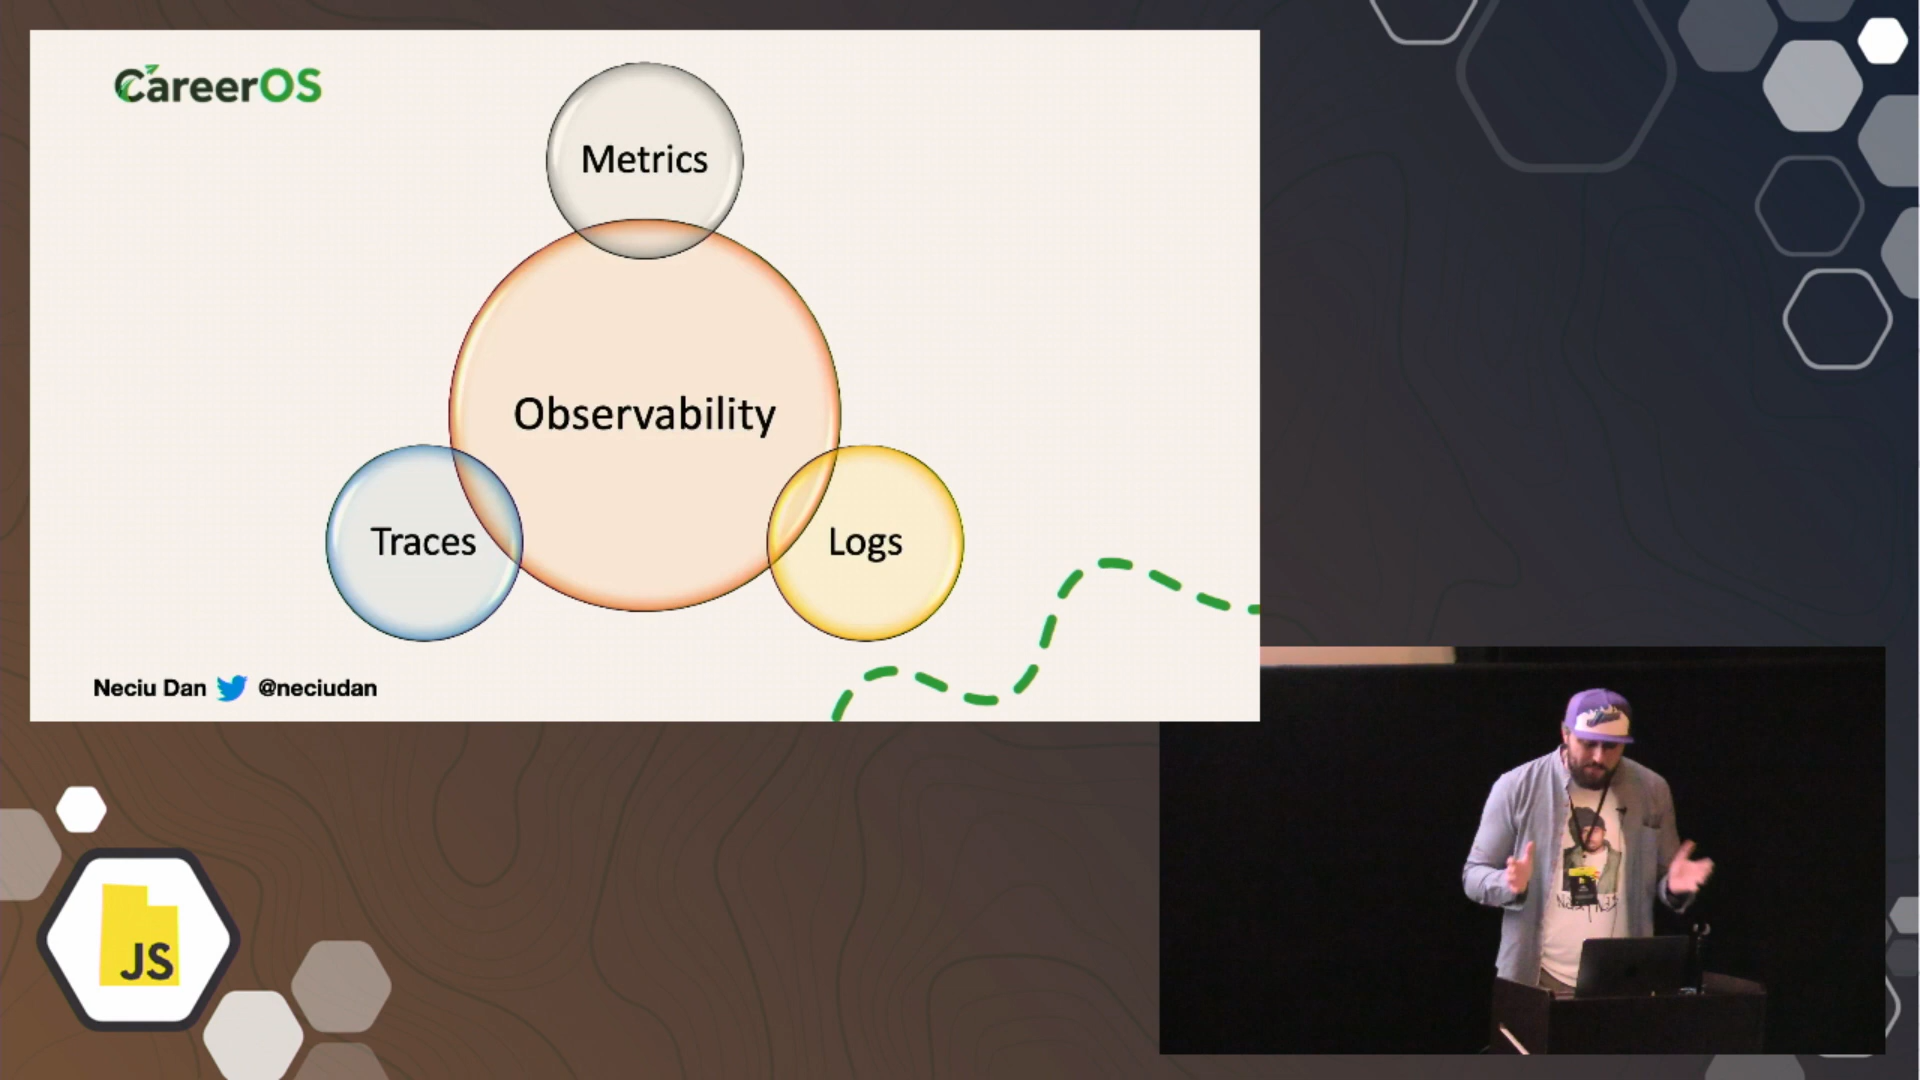 CareerOS
Metrics
Observability
Traces
Logs
Neciu Dan @neciudan
JS